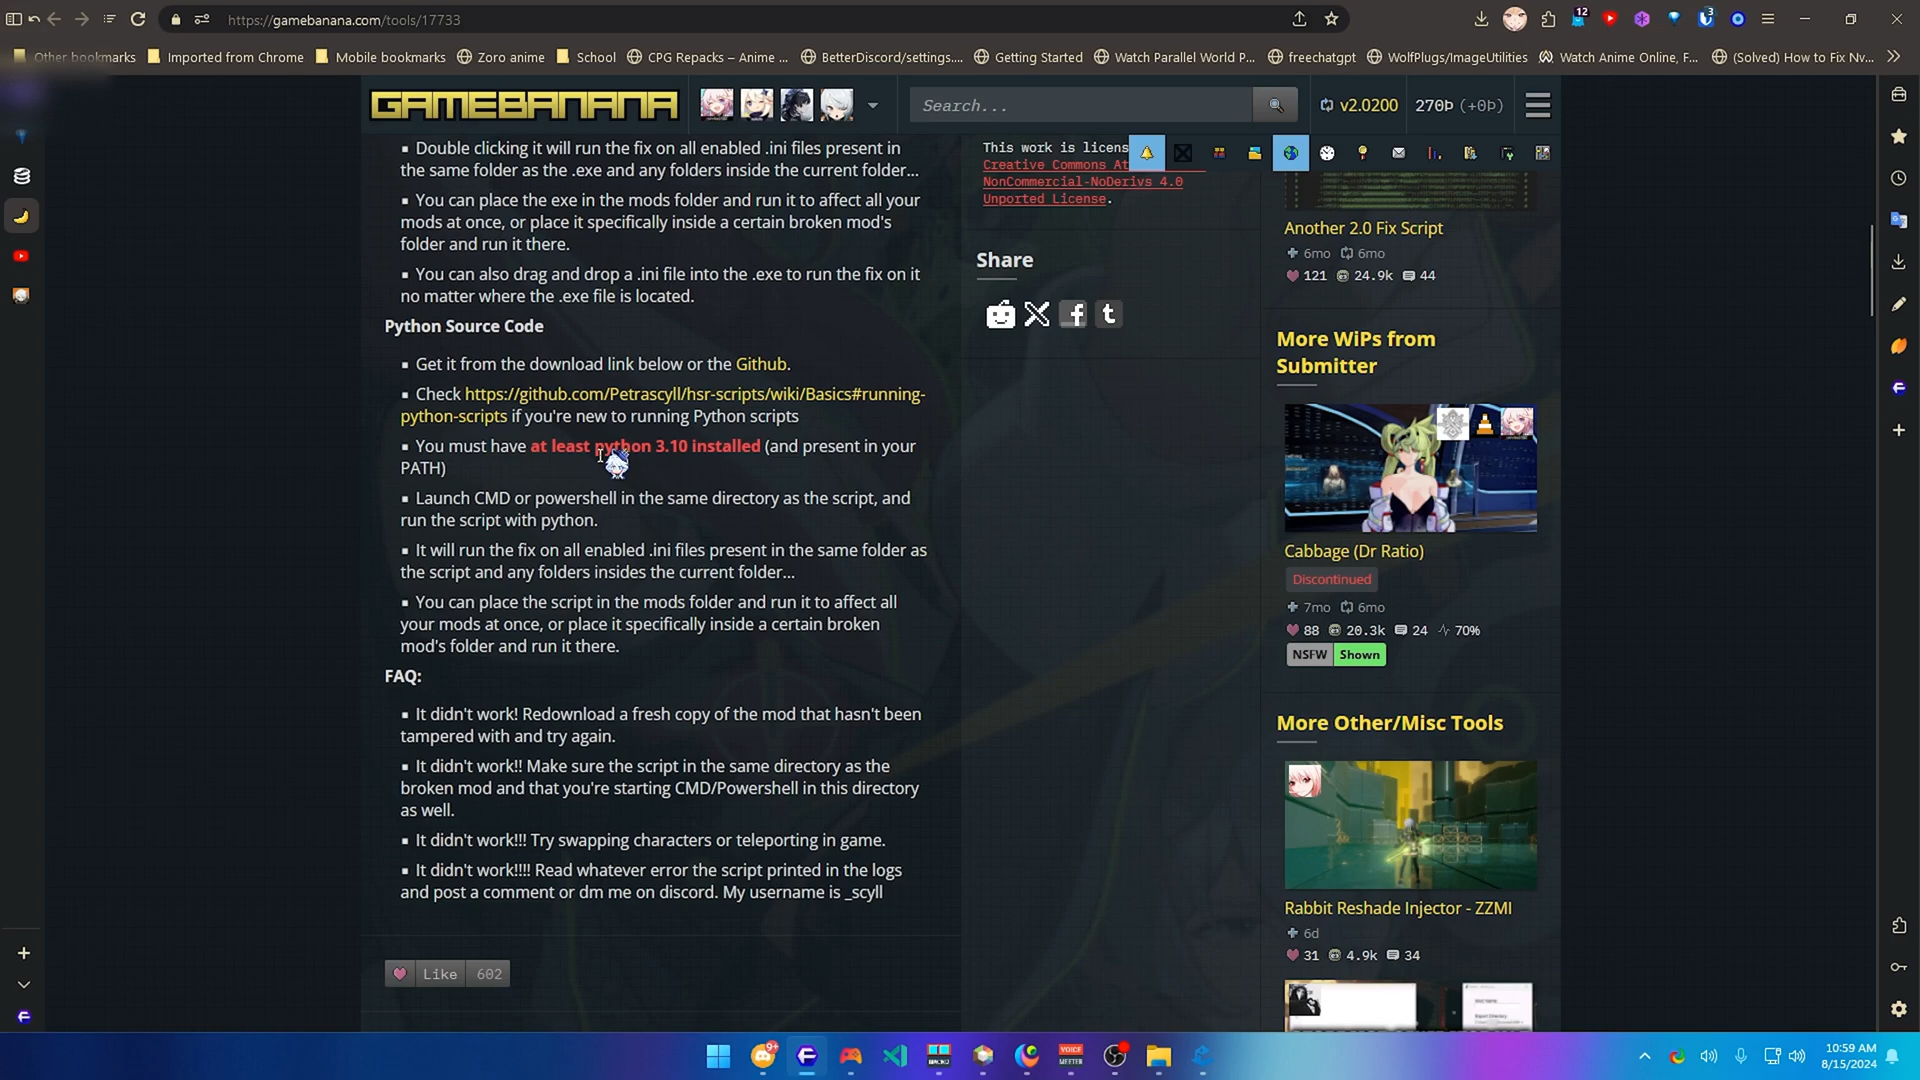 https://gamebanana.com/tools/17733
12
3
Other bookmarks
Imported from Chrome
Mobile bookmarks
Zoro anime
School
CPG Repacks – Anime ...
BetterDiscord/settings....
Getting Started
Watch Parallel World P...
freechatgpt
WolfPlugs/ImageUtilities
Watch Anime Online, F...
(Solved) How to Fix Nv...
GAMEBANANA
Search...
v2.0200
270Þ (+0Þ)
▪ Double clicking it will run the fix on all enabled .ini files present in
the same folder as the .exe and any folders inside the current folder...
▪ You can place the exe in the mods folder and run it to affect all your
mods at once, or place it specifically inside a certain broken mod's
folder and run it there.
▪ You can also drag and drop a .ini file into the .exe to run the fix on it
no matter where the .exe file is located.
Python Source Code
▪ Get it from the download link below or the Github.
▪ Check https://github.com/Petrascyll/hsr-scripts/wiki/Basics#running-
python-scripts if you're new to running Python scripts
▪ You must have at least python 3.10 installed (and present in your
PATH)
▪ Launch CMD or powershell in the same directory as the script, and
run the script with python.
▪ It will run the fix on all enabled .ini files present in the same folder as
the script and any folders insides the current folder...
▪ You can place the script in the mods folder and run it to affect all
your mods at once, or place it specifically inside a certain broken
mod's folder and run it there.
FAQ:
▪ It didn't work! Redownload a fresh copy of the mod that hasn't been
tampered with and try again.
▪ It didn't work!! Make sure the script in the same directory as the
broken mod and that you're starting CMD/Powershell in this directory
as well.
▪ It didn't work!!! Try swapping characters or teleporting in game.
▪ It didn't work!!!! Read whatever error the script printed in the logs
and post a comment or dm me on discord. My username is _scyll
Like 602
This work is licens
Creative Commons At
NonCommercial-NoDerivs 4.0
Unported License.
Share
Another 2.0 Fix Script
6mo 6mo
121 24.9k 44
More WiPs from
Submitter
Cabbage (Dr Ratio)
Discontinued
7mo 6mo
88 20.3k 24 70%
NSFW Shown
More Other/Misc Tools
Rabbit Reshade Injector - ZZMI
6d
31 4.9k 34
9+
VOICE
MEETER
10:59 AM
8/15/2024